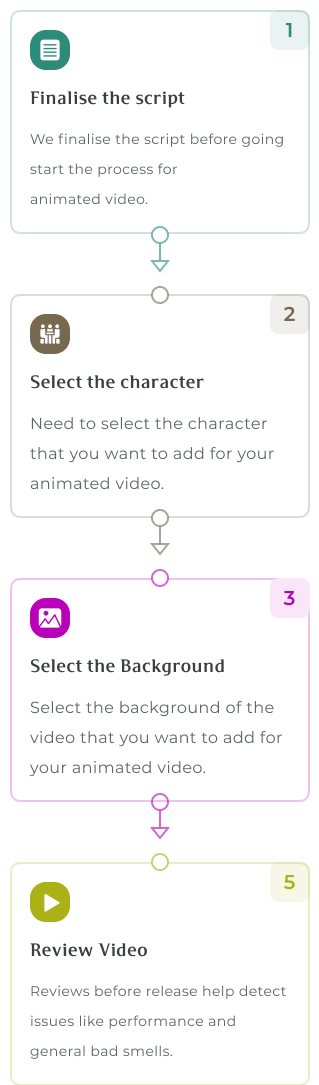 1
Finalise the script
We finalise the script before going
start the process for
animated video.
2
Select the character
Need to select the character
that you want to add for your
animated video.
3
Select the Background
Select the background of the
video that you want to add for
your animated video.
5
Review Video
Reviews before release help detect
issues like performance and
general bad smells.